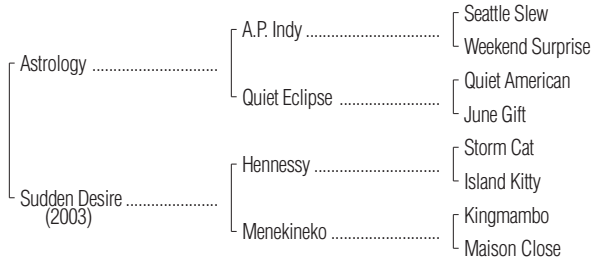 Seattle Slew
A.P. Indy ..............................
Weekend Surprise
Astrology ............................
Quiet American
Quiet Eclipse .......................
June Gift
Storm Cat
Hennessy .............................
Island Kitty
Sudden Desire .....................
(2003)
Kingmambo
Menekineko .........................
Maison Close